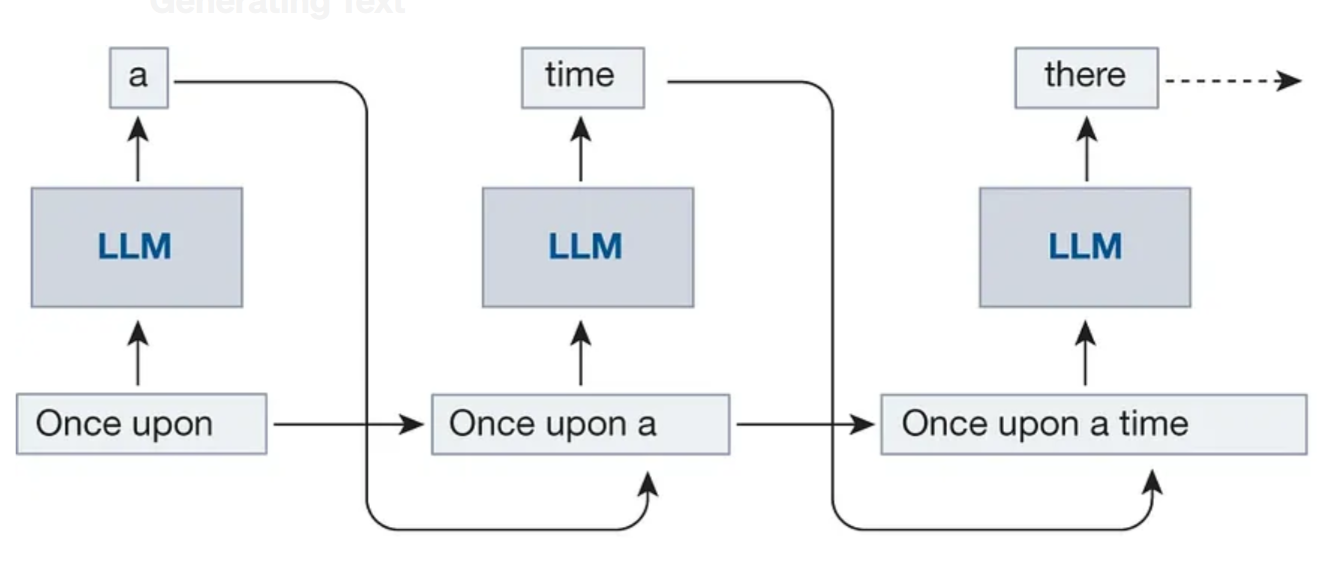 Generating Text
a
time
there
LLM
LLM
LLM
Once upon
Once upon a
Once upon a time